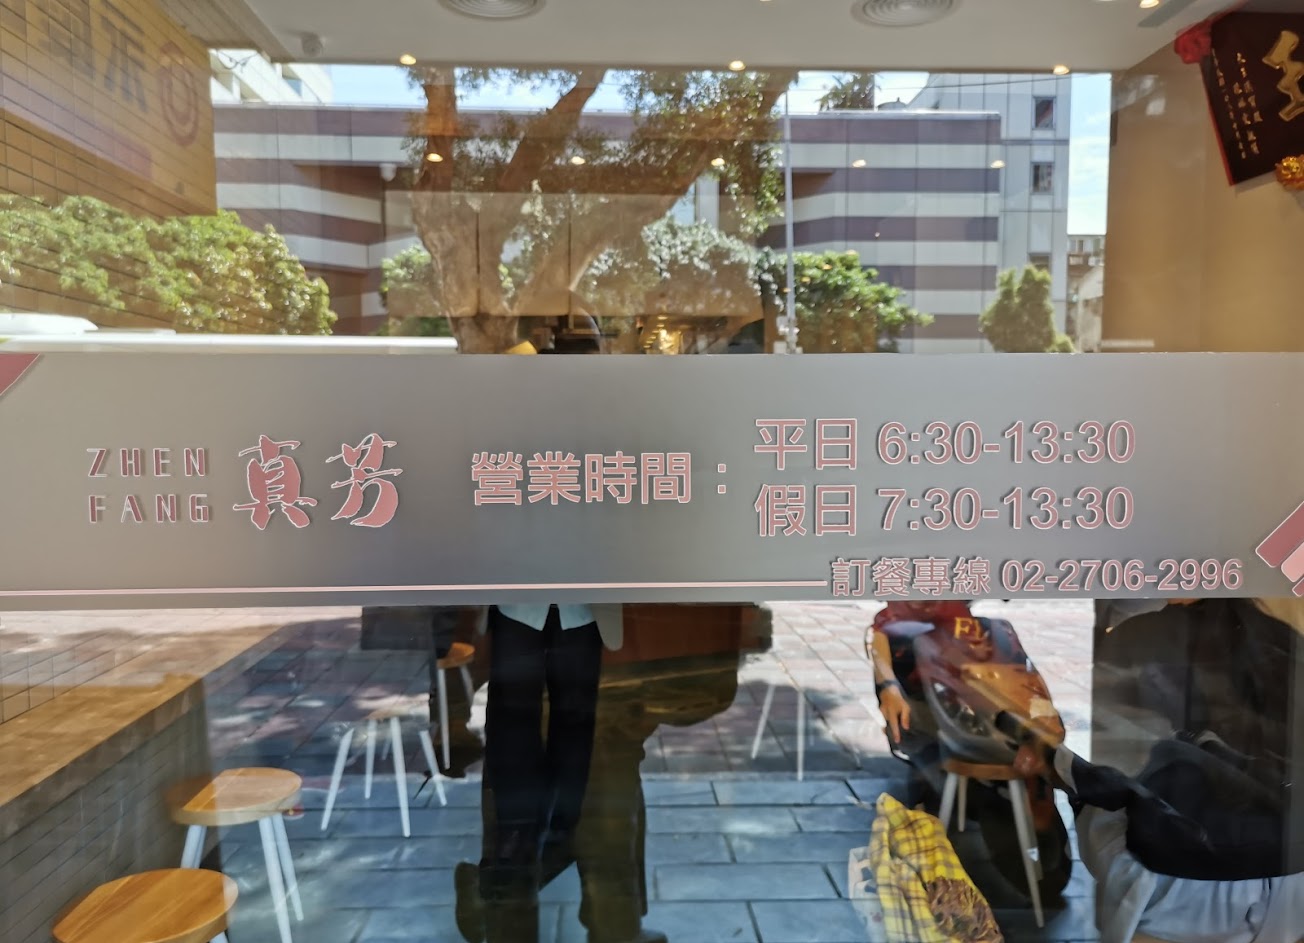 ZHEN
FANG
真芳
營業時間：
平日 6:30-13:30
假日 7:30-13:30
訂餐專線 02-2706-2996